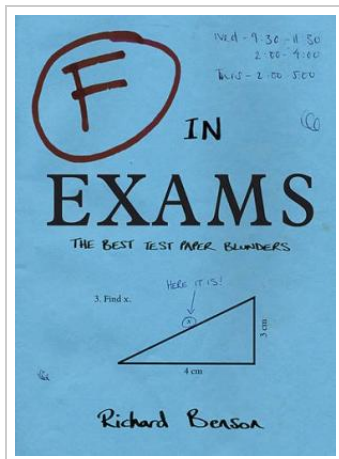 Wed - 9:30 - 11:30
2:00 - 4:00
Thurs - 2:00 - 5:00
F
IN
EXAMS
THE BEST TEST PAPER BLUNDERS
HERE IT IS!
3. Find x.
x
3 cm
4 cm
Richard Benson